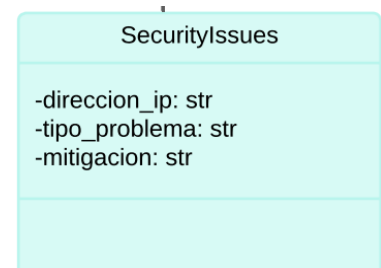 SecurityIssues
-direccion_ip: str
-tipo_problema: str
-mitigacion: str